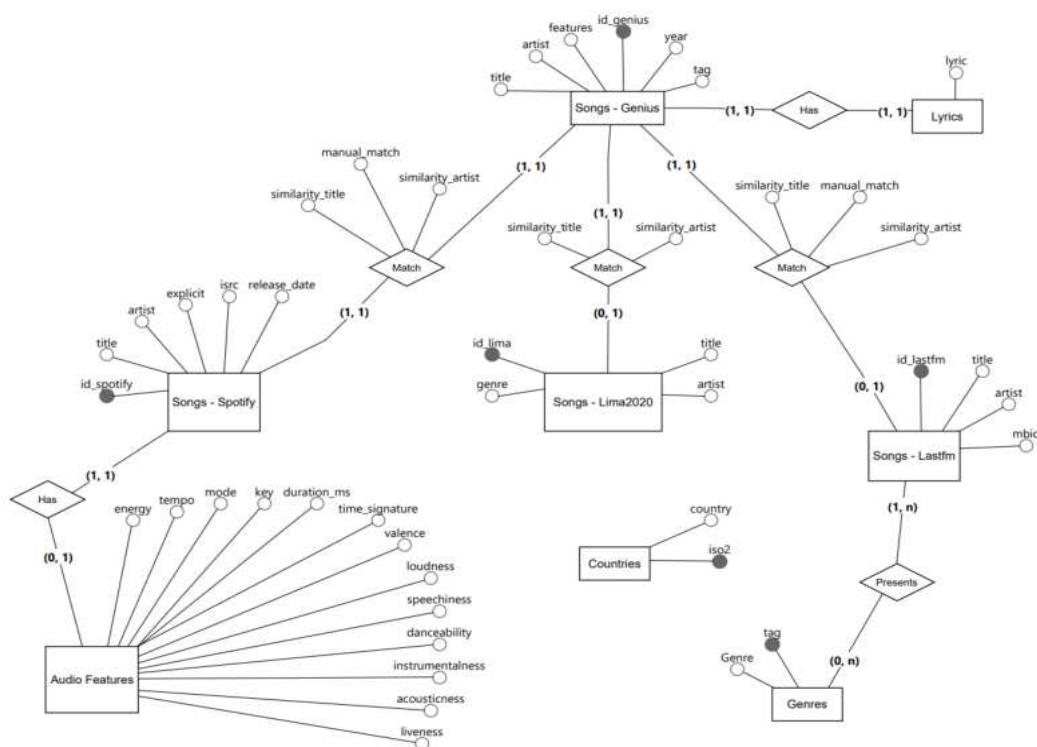 id_genius
features
year
artist
tag
title
lyric
Songs - Genius
(1, 1)
Has
(1, 1)
Lyrics
(1, 1)
(1, 1)
manual_match
similarity_artist
similarity_title
Match
(1, 1)
(1, 1)
similarity_title
similarity_artist
Match
(0, 1)
similarity_title
manual_match
similarity_artist
Match
(0, 1)
isrc
release_date
explicit
artist
title
id_spotify
Songs - Spotify
id_lima
title
genre
artist
Songs - Lima2020
id_lastfm
title
artist
Songs - Lastfm
(1, 1)
Has
(0, 1)
energy
tempo
mode
key
duration_ms
time_signature
valence
loudness
speechiness
danceability
instrumentalness
acousticness
liveness
Audio Features
country
iso2
Countries
(1, n)
Presents
(0, n)
tag
Genre
Genres